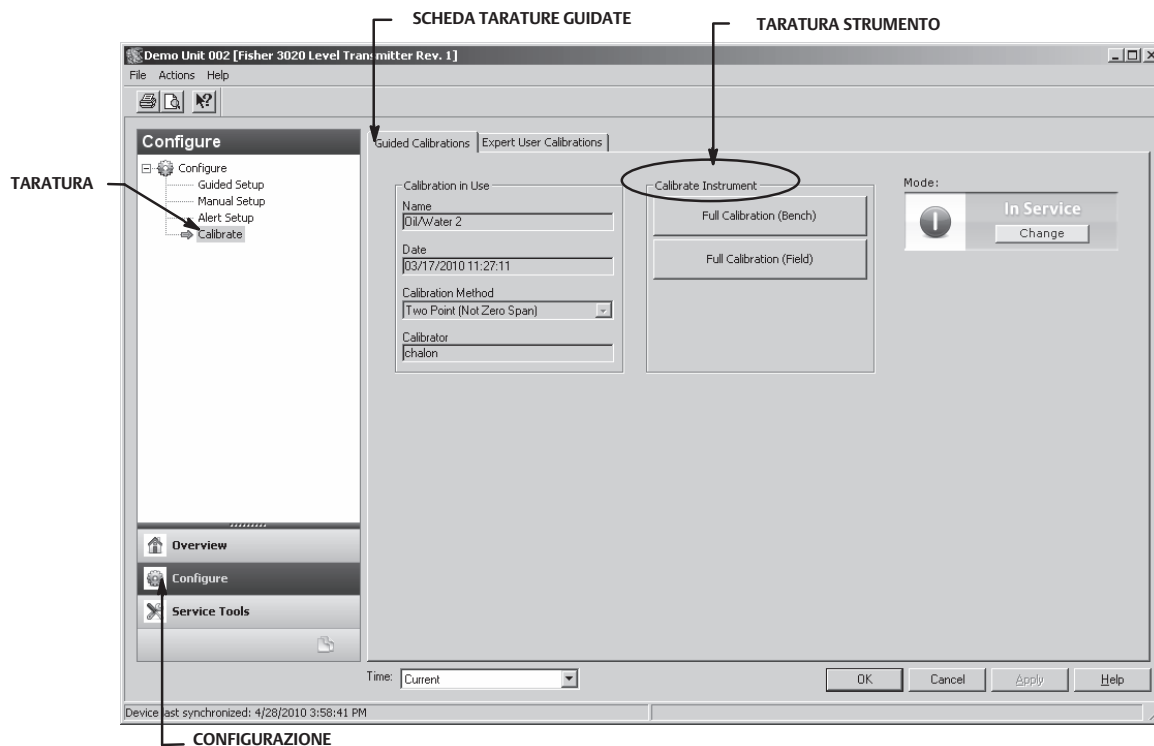 SCHEDA TARATURE GUIDATE
TARATURA STRUMENTO
Demo Unit 002 [Fisher 3020 Level Transmitter Rev. 1]
File Actions Help
Configure
Configure
Guided Setup
Manual Setup
Alert Setup
Calibrate
TARATURA
Overview
Configure
Service Tools
Guided Calibrations
Expert User Calibrations
Calibration in Use
Name
Oil/Water 2
Date
03/17/2010 11:27:11
Calibration Method
Two Point (Not Zero Span)
Calibrator
chalon
Calibrate Instrument
Full Calibration (Bench)
Full Calibration (Field)
Mode:
In Service
Change
Time: Current
OK Cancel Apply Help
Device last synchronized: 4/28/2010 3:58:41 PM
CONFIGURAZIONE